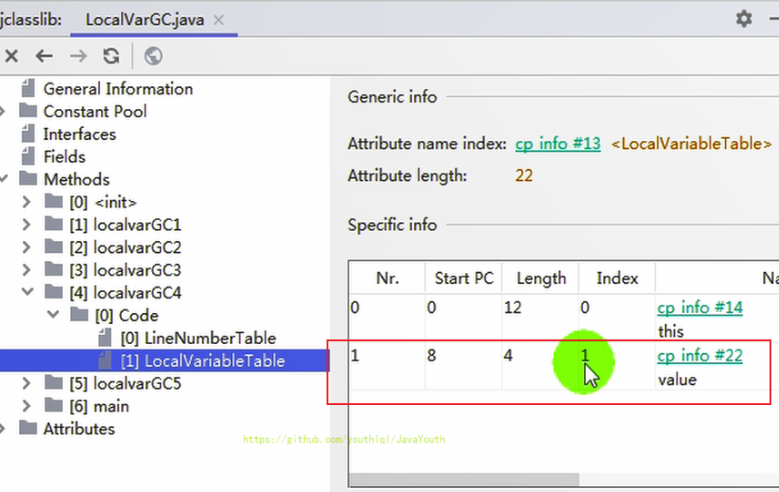 jclasslib: LocalVarGC.java
General Information
Constant Pool
Interfaces
Fields
Methods
[0] <init>
[1] localvarGC1
[2] localvarGC2
[3] localvarGC3
[4] localvarGC4
[0] Code
[0] LineNumberTable
[1] LocalVariableTable
[5] localvarGC5
[6] main
Attributes
Generic info
Attribute name index: cp info #13 <LocalVariableTable>
Attribute length: 22
Specific info
Nr. Start PC Length Index Na
0 0 12 0 cp info #14
this
1 8 4 1 cp info #22
value
https://github.com/youthlql/JavaYouth